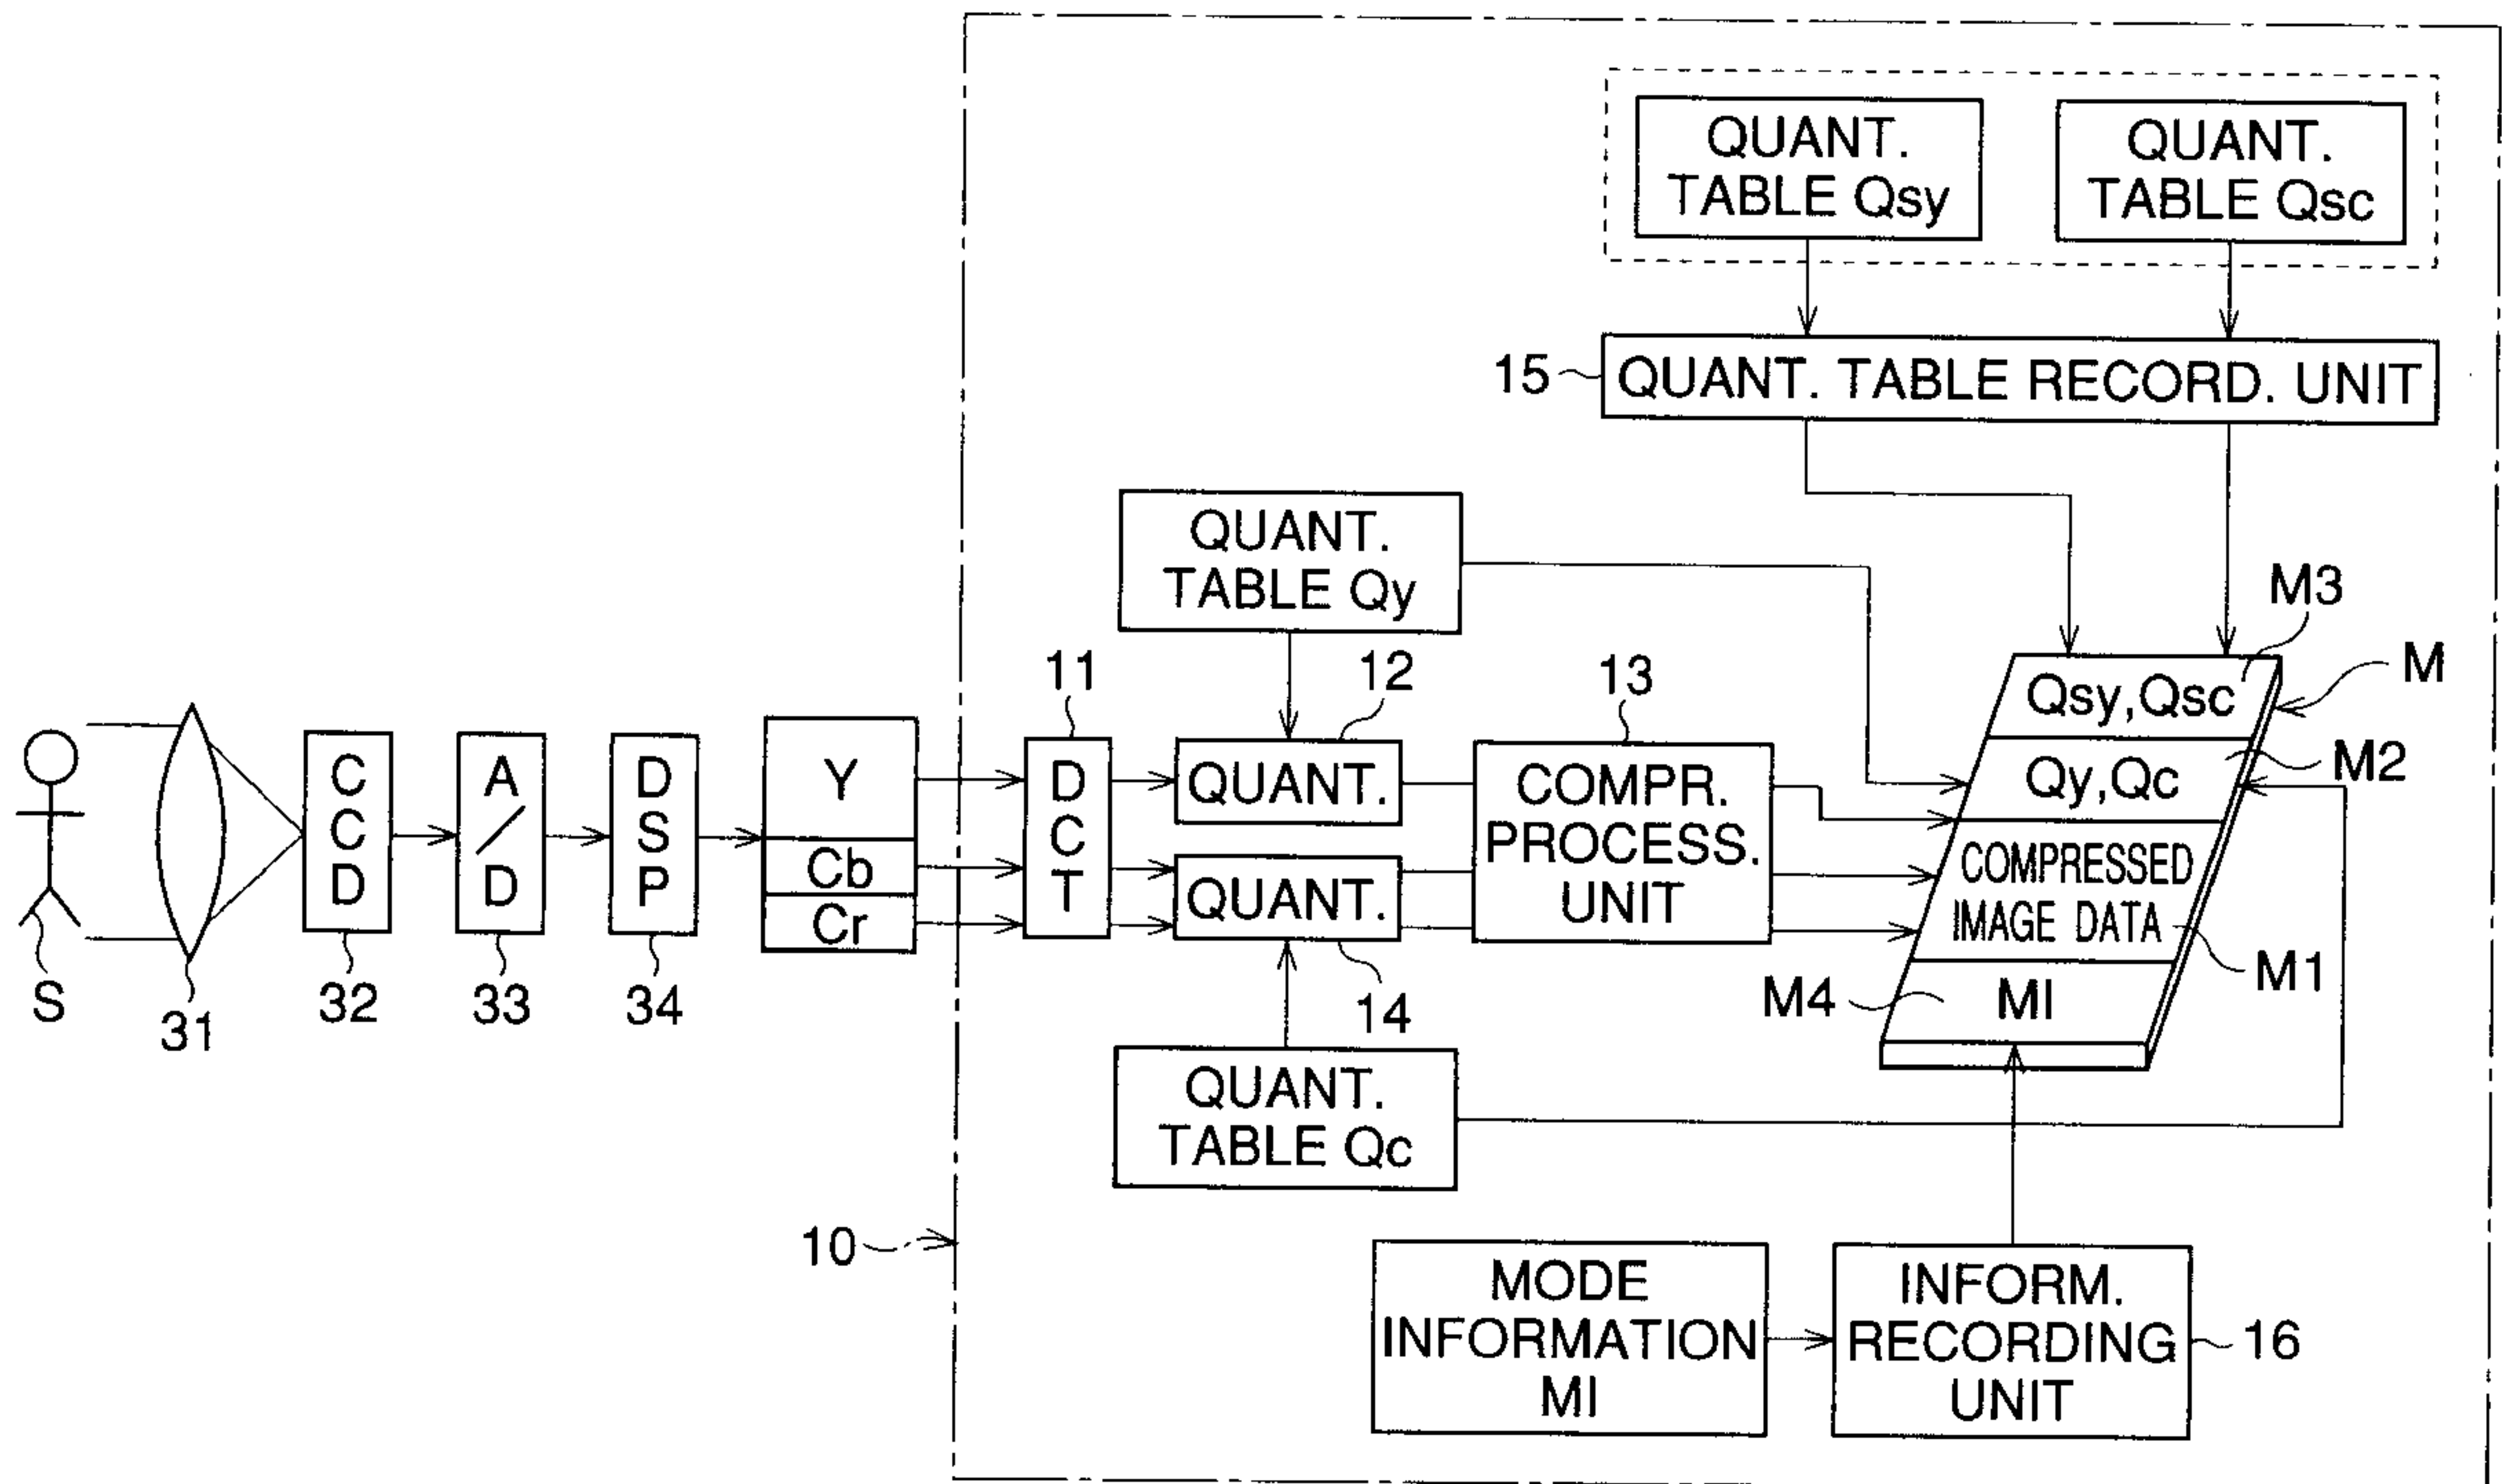 QUANT.
TABLE Qsy
QUANT.
TABLE Qsc
15
QUANT. TABLE RECORD. UNIT
QUANT.
TABLE Qy
M3
M
11
12
13
Qsy,Qsc
M2
Qy,Qc
C
C
D
A
/
D
D
S
P
Y
Cb
Cr
D
C
T
QUANT.
QUANT.
COMPR.
PROCESS.
UNIT
COMPRESSED
IMAGE DATA
M1
M4
MI
S
31
32
33
34
14
QUANT.
TABLE Qc
10
MODE
INFORMATION
MI
INFORM.
RECORDING
UNIT
16